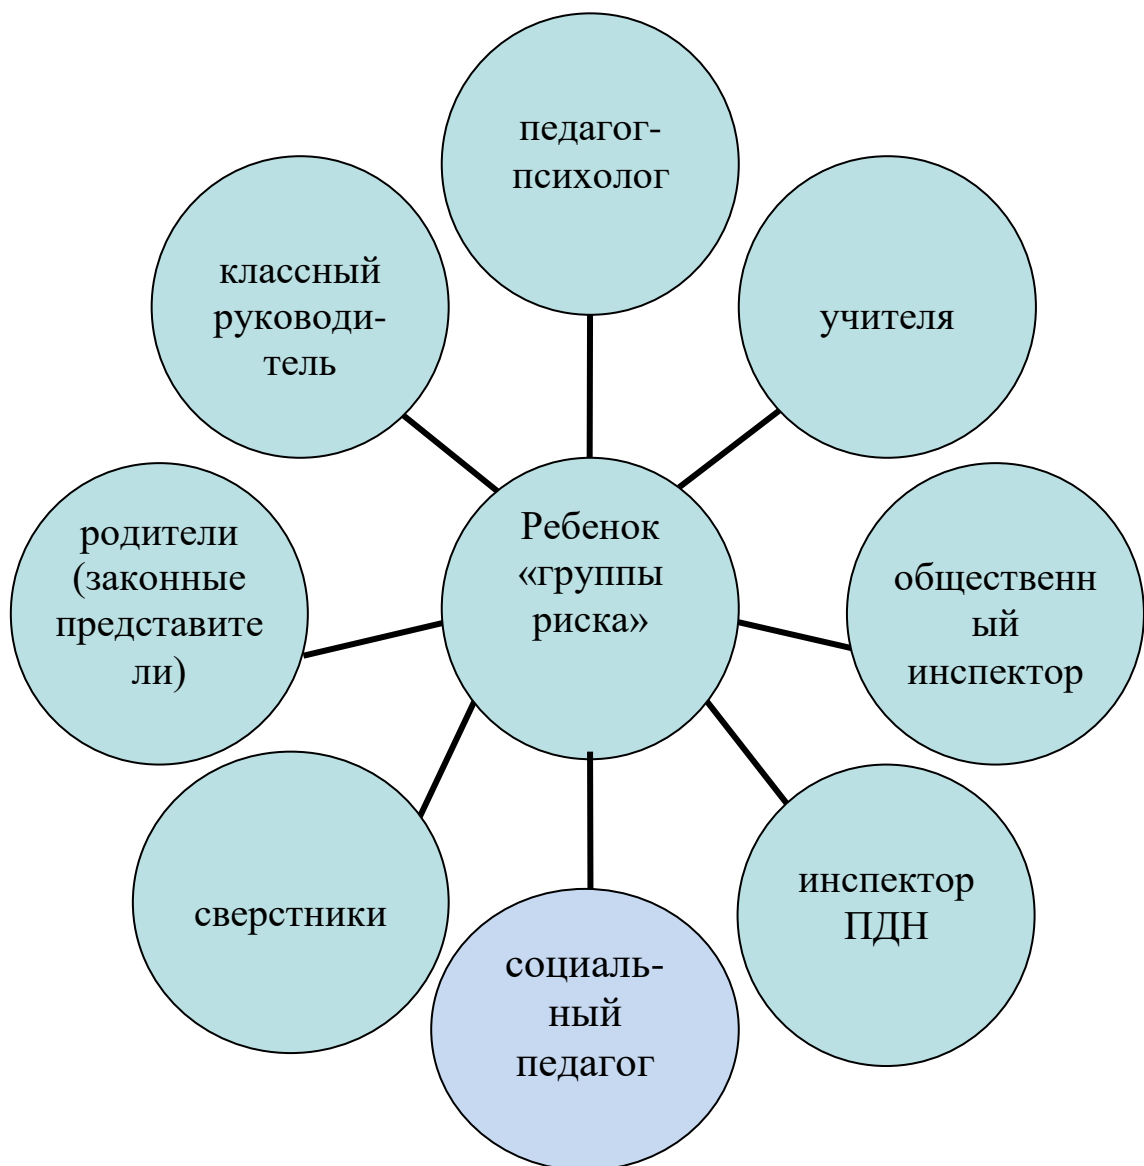 педагог-
психолог
классный
руководи-
тель
учителя
родители
(законные
представите
ли)
Ребенок
«группы
риска»
общественн
ый
инспектор
сверстники
инспектор
ПДН
социаль-
ный
педагог